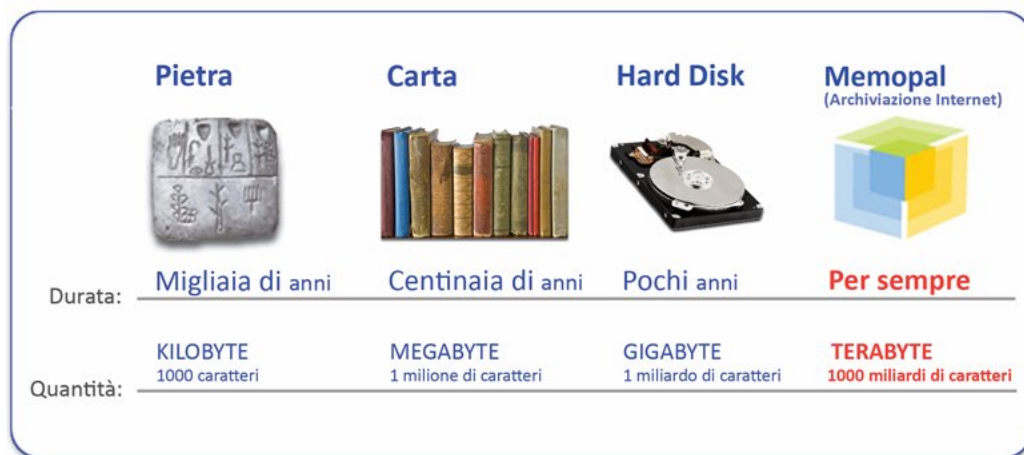 Pietra
Carta
Hard Disk
Memopal
(Archiviazione Internet)
Durata:
Migliaia di anni
Centinaia di anni
Pochi anni
Per sempre
Quantità:
KILOBYTE
1000 caratteri
MEGABYTE
1 milione di caratteri
GIGABYTE
1 miliardo di caratteri
TERABYTE
1000 miliardi di caratteri